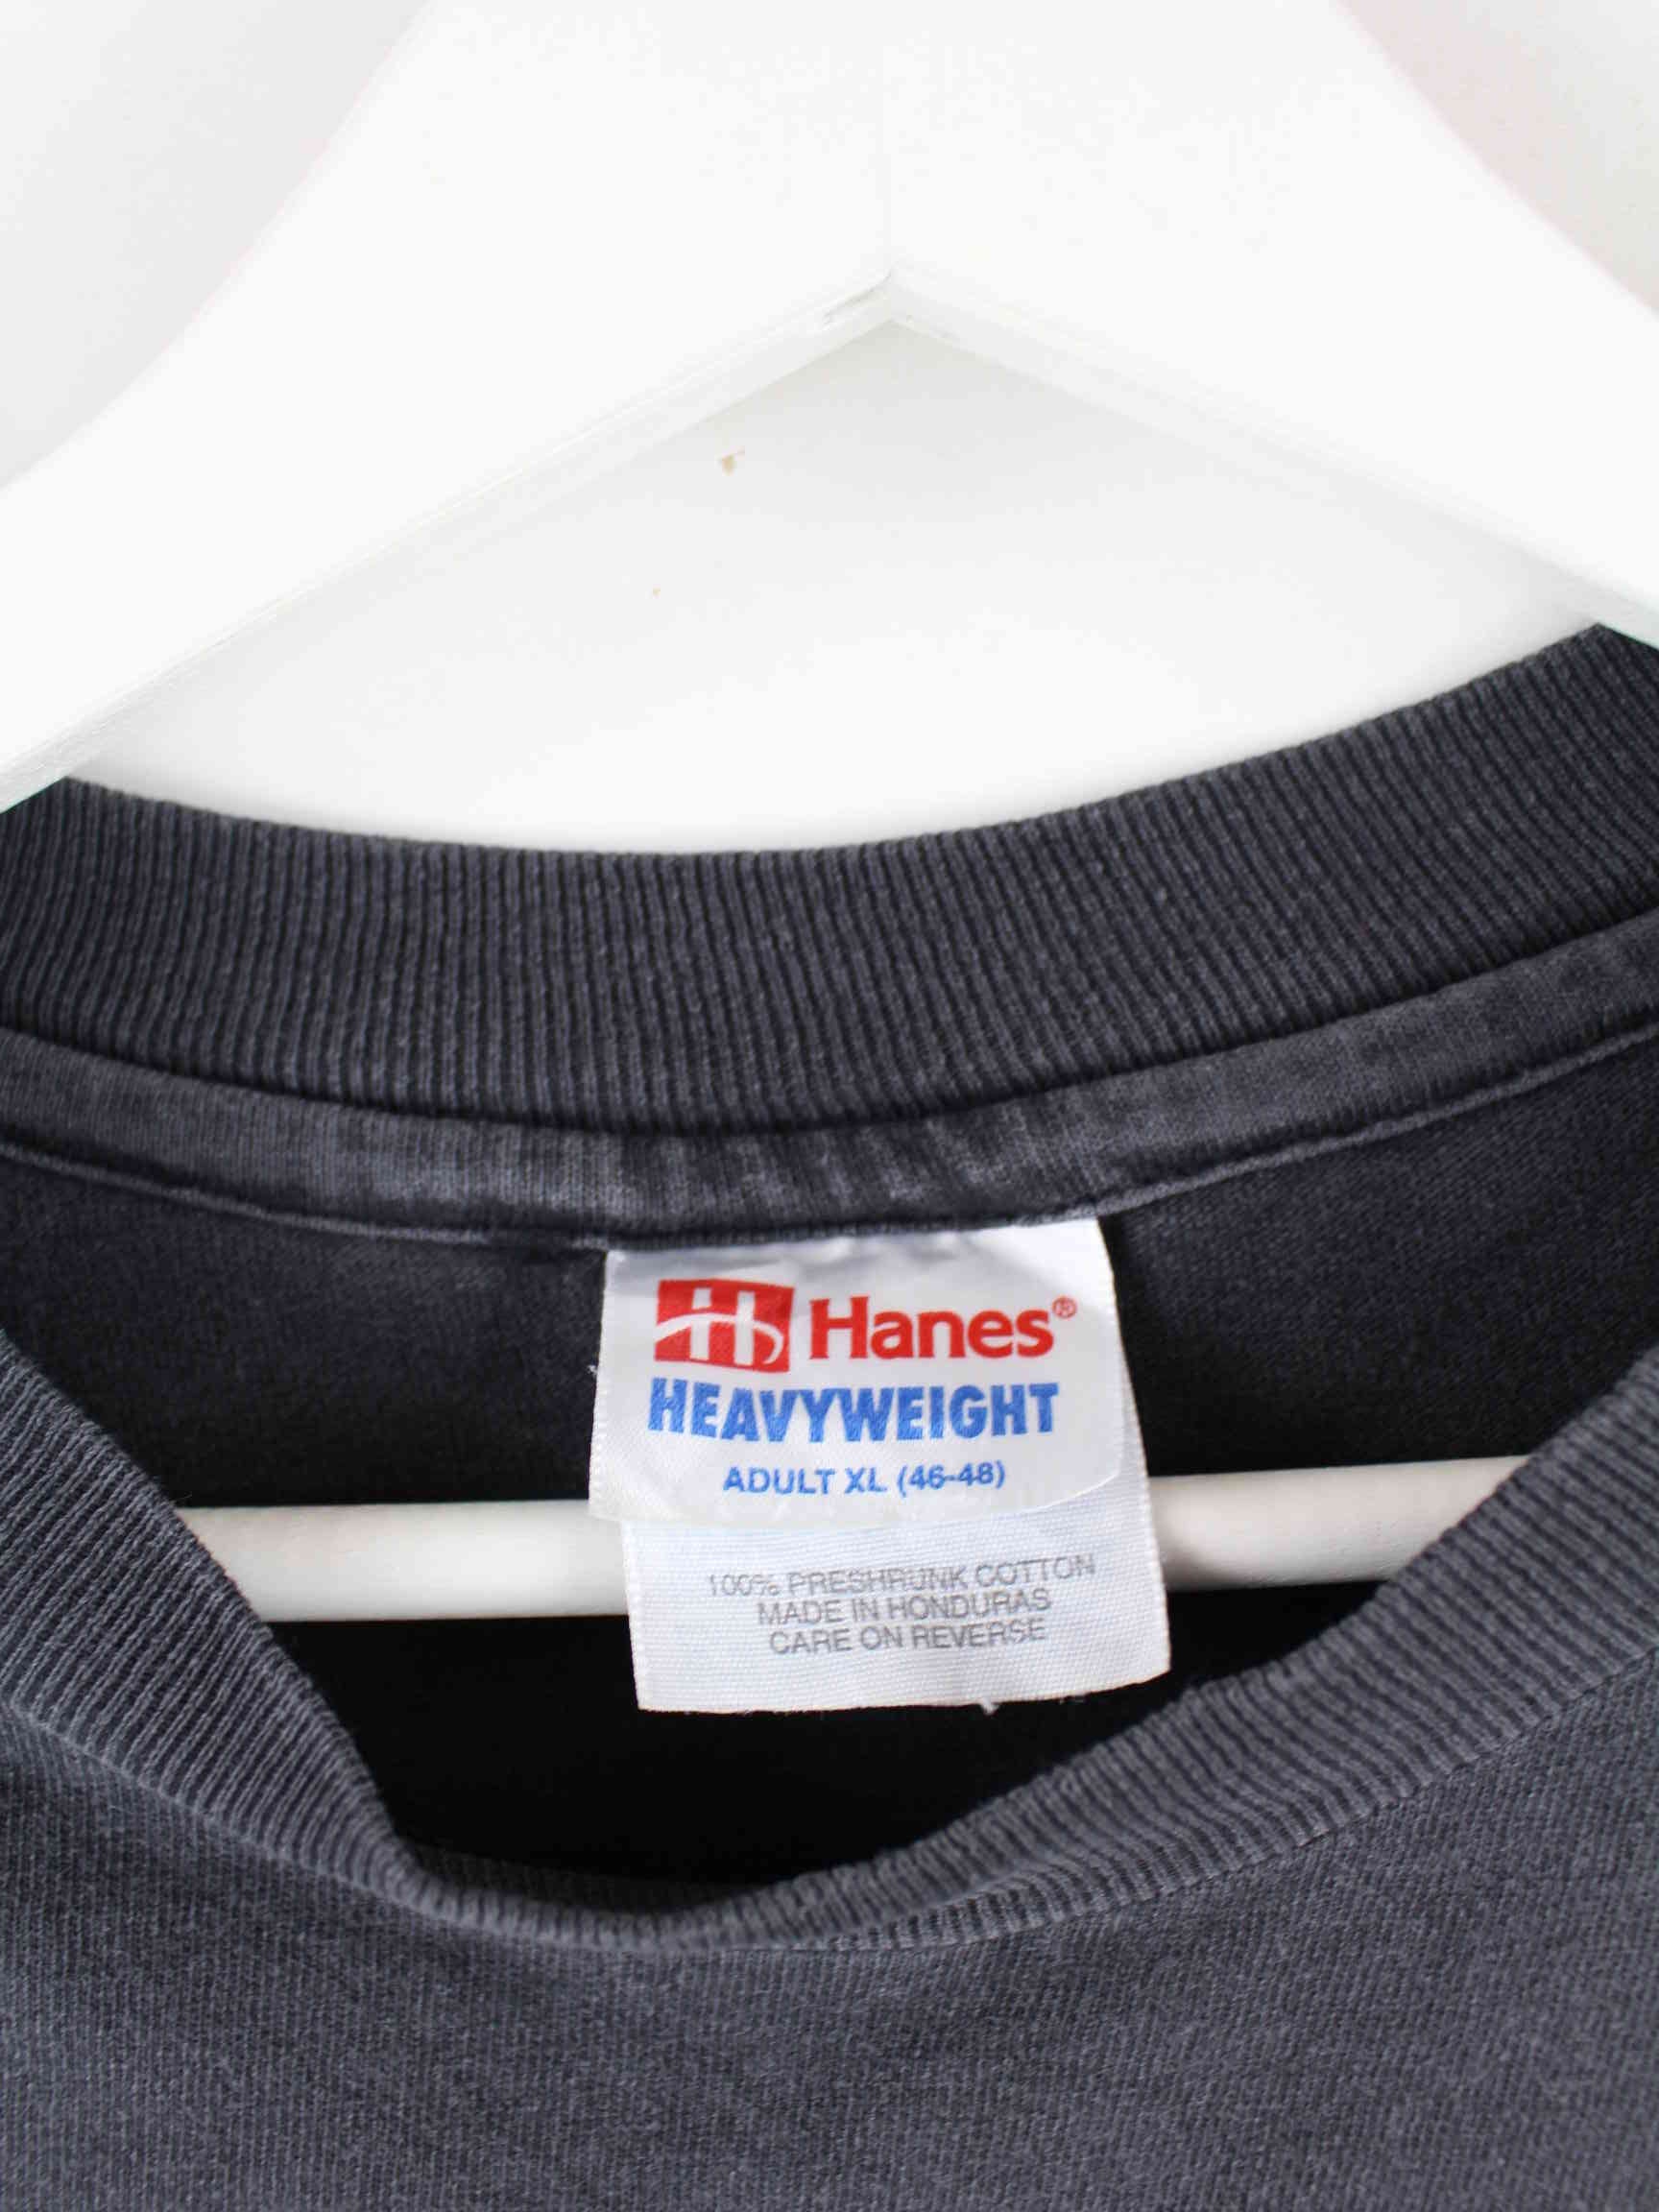 H Hanes®
HEAVYWEIGHT
ADULT XL (46-48)
100% PRESHRUNK COTTON
MADE IN HONDURAS
CARE ON REVERSE